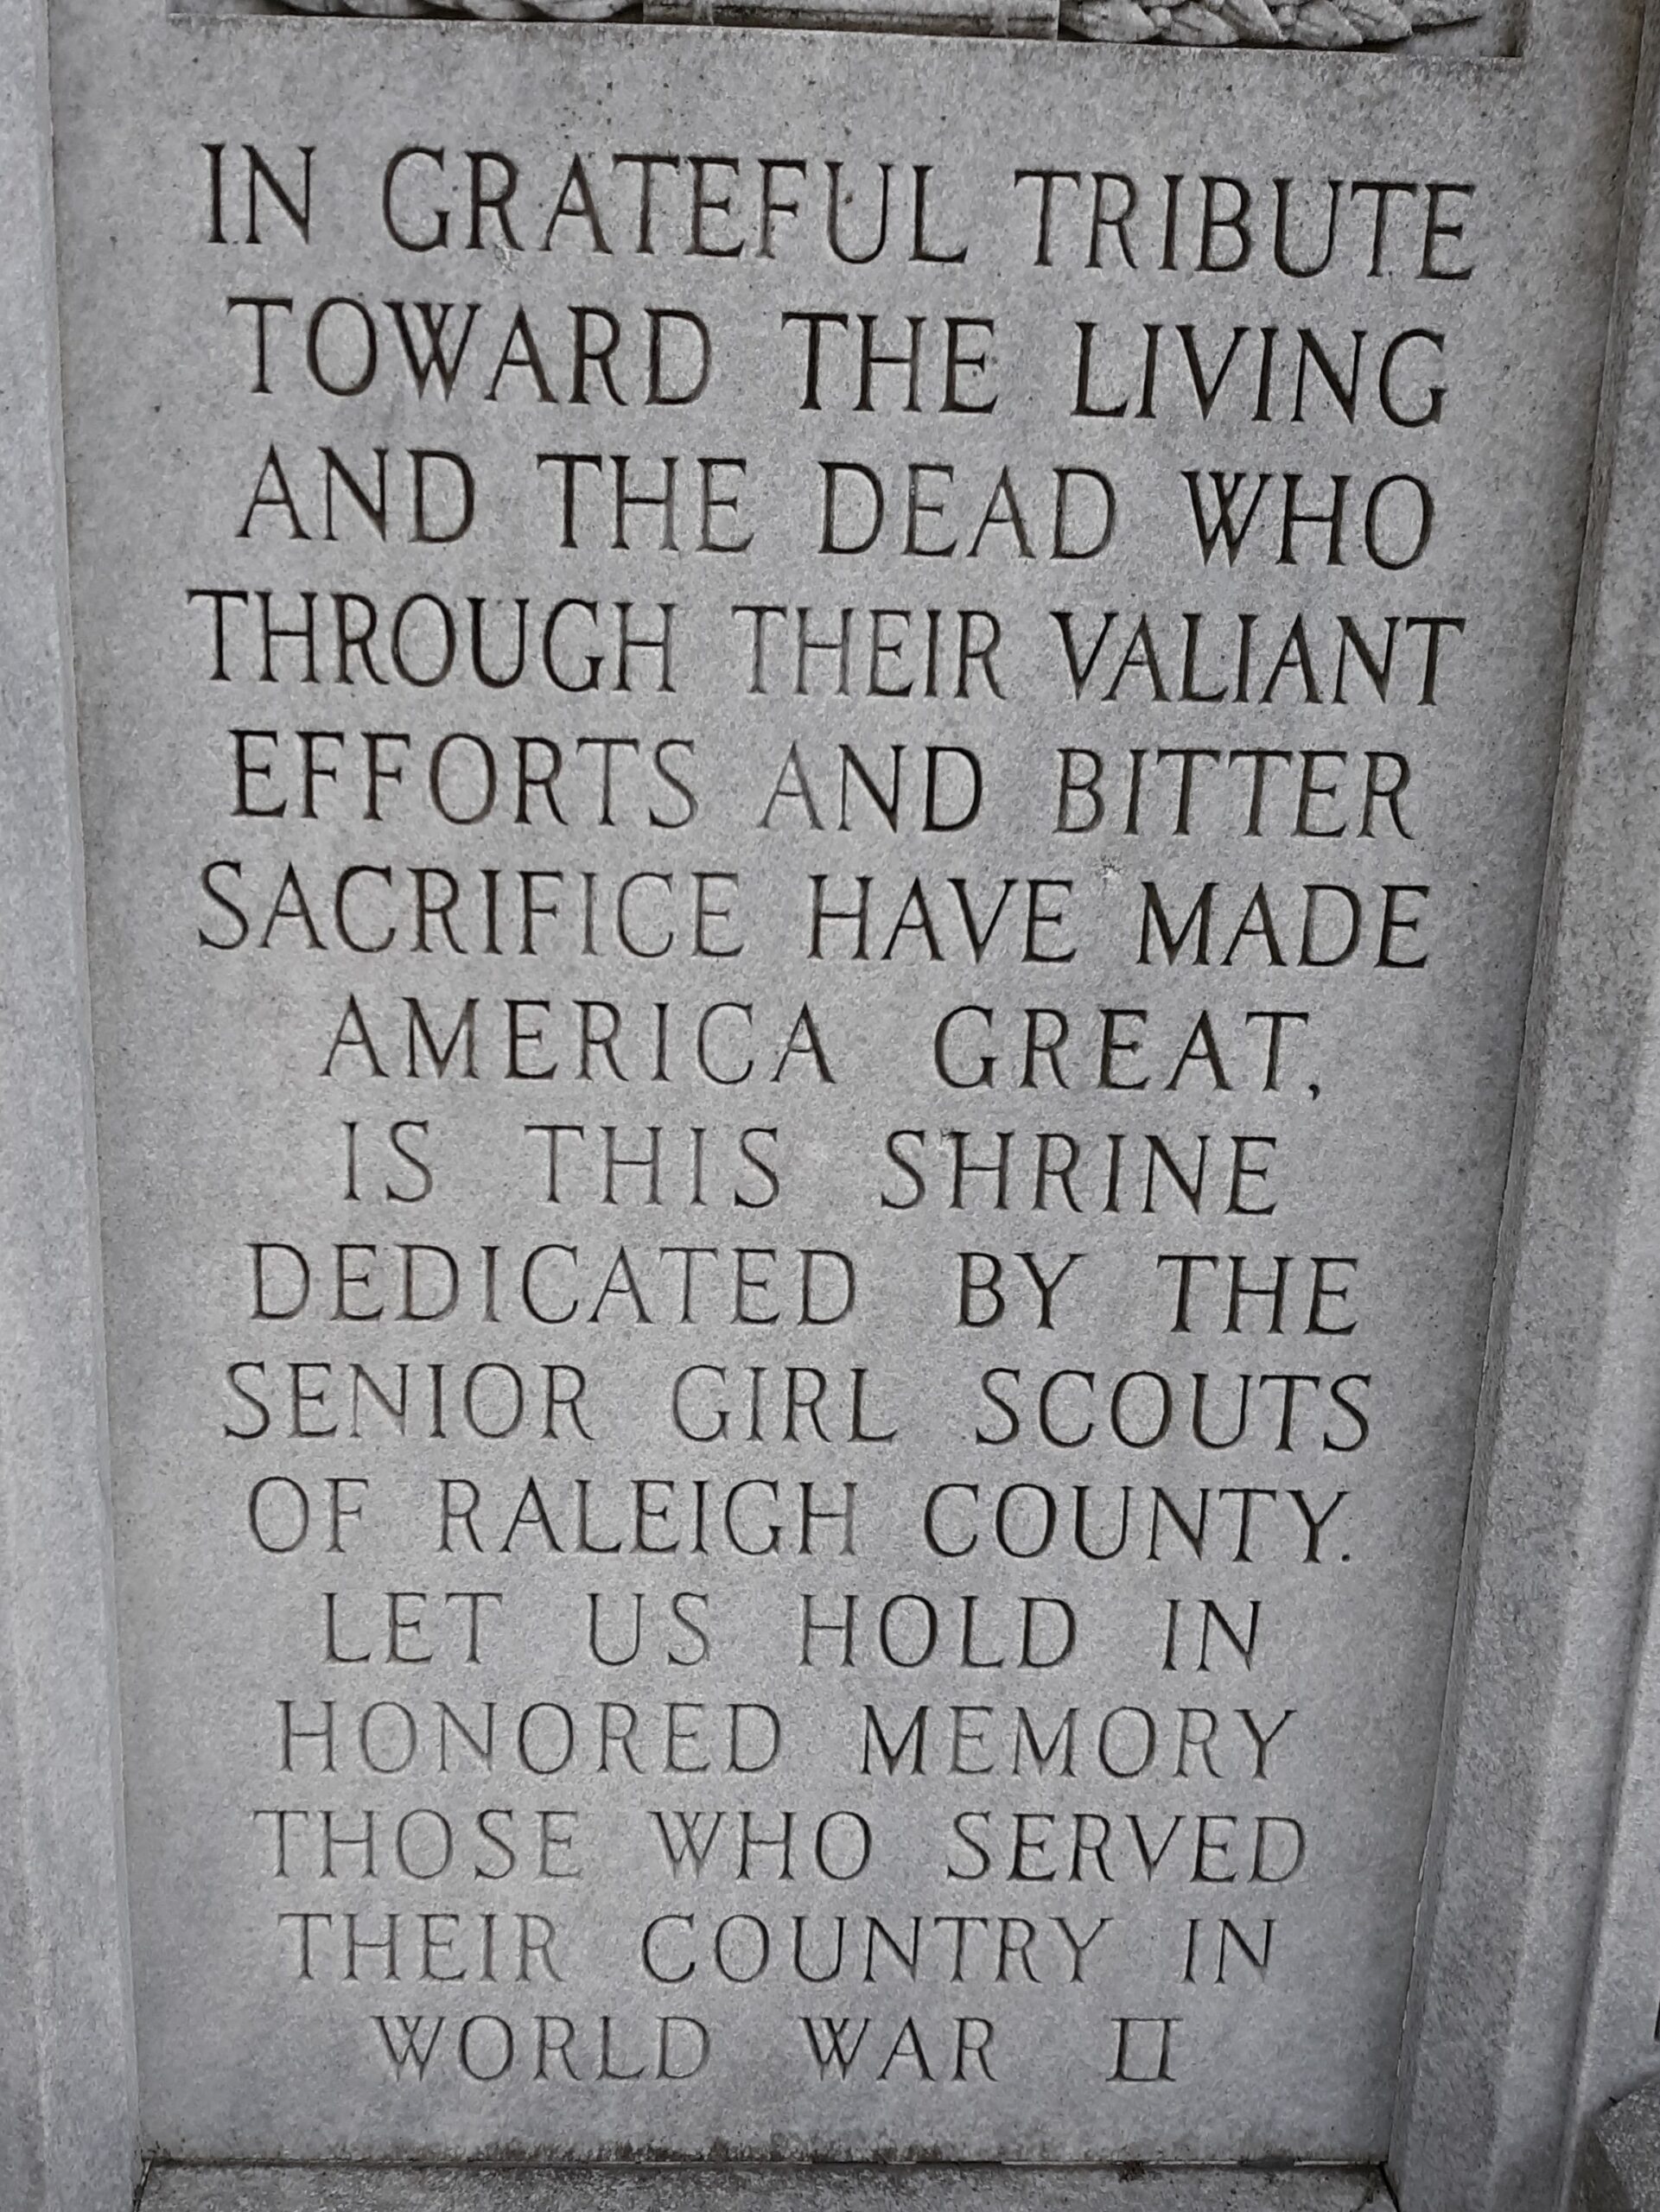 IN GRATEFUL TRIBUTE
TOWARD THE LIVING
AND THE DEAD WHO
THROUGH THEIR VALIANT
EFFORTS AND BITTER
SACRIFICE HAVE MADE
AMERICA GREAT,
IS THIS SHRINE
DEDICATED BY THE
SENIOR GIRL SCOUTS
OF RALEIGH COUNTY.
LET US HOLD IN
HONORED MEMORY
THOSE WHO SERVED
THEIR COUNTRY IN
WORLD WAR II